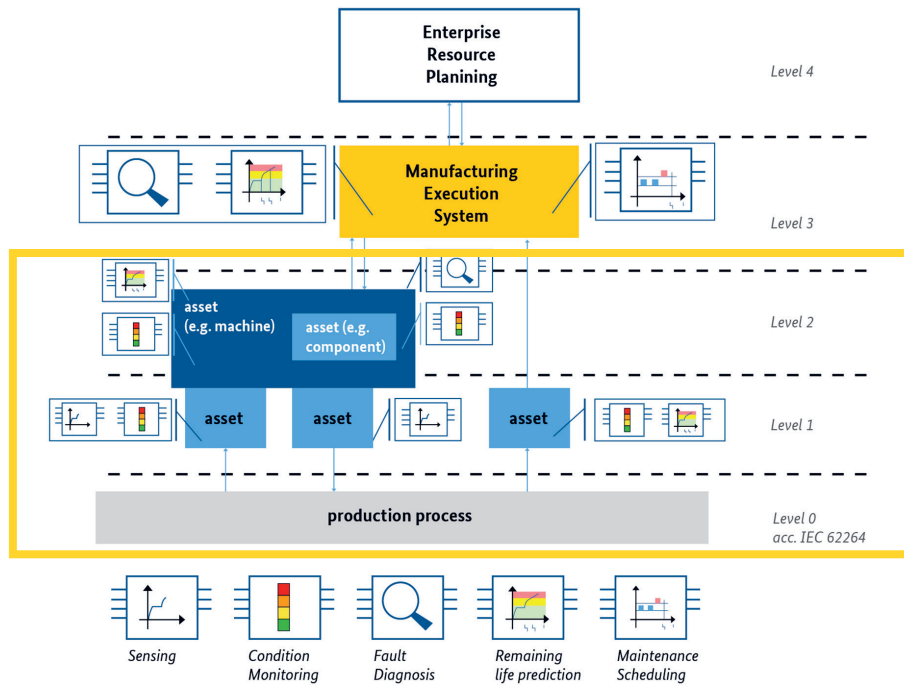 Enterprise
Resource
Planining
Level 4
Manufacturing
Execution
System
Level 3
asset
(e.g. machine)
asset (e.g.
component)
Level 2
asset
asset
asset
Level 1
production process
Level 0
acc. IEC 62264
Sensing
Condition
Monitoring
Fault
Diagnosis
Remaining
life prediction
Maintenance
Scheduling